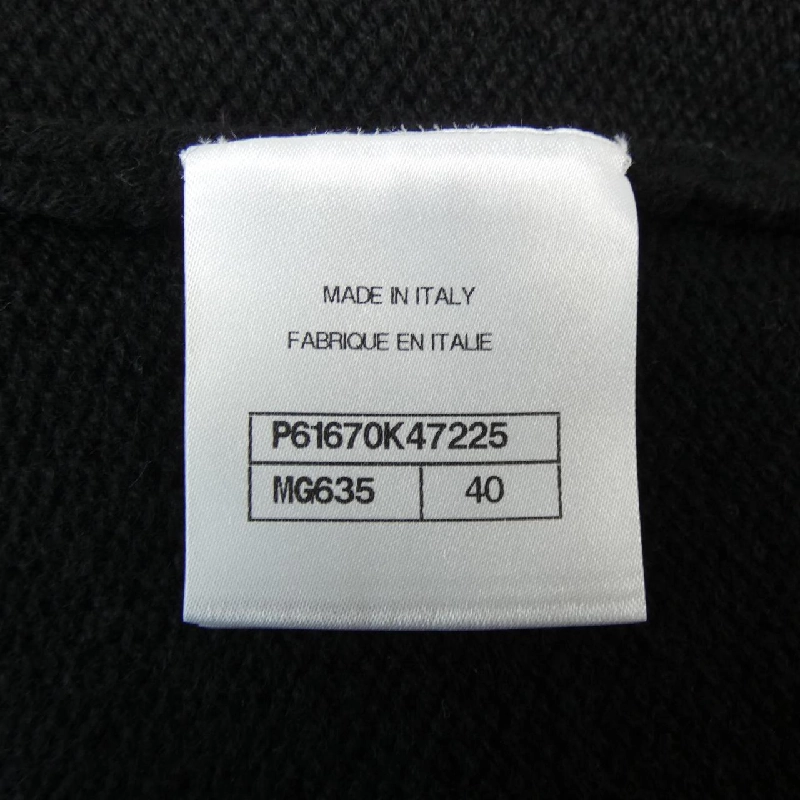 MADE IN ITALY
FABRIQUE EN ITALIE
P61670K47225
MG635 40